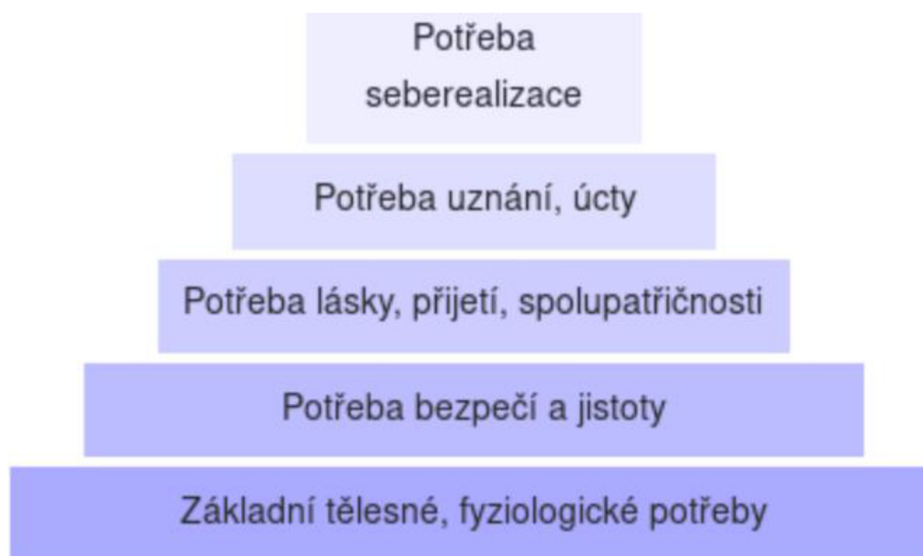 Potřeba
seberealizace
Potřeba uznání, úcty
Potřeba lásky, přijetí, spolupatřičnosti
Potřeba bezpečí a jistoty
Základní tělesné, fyziologické potřeby